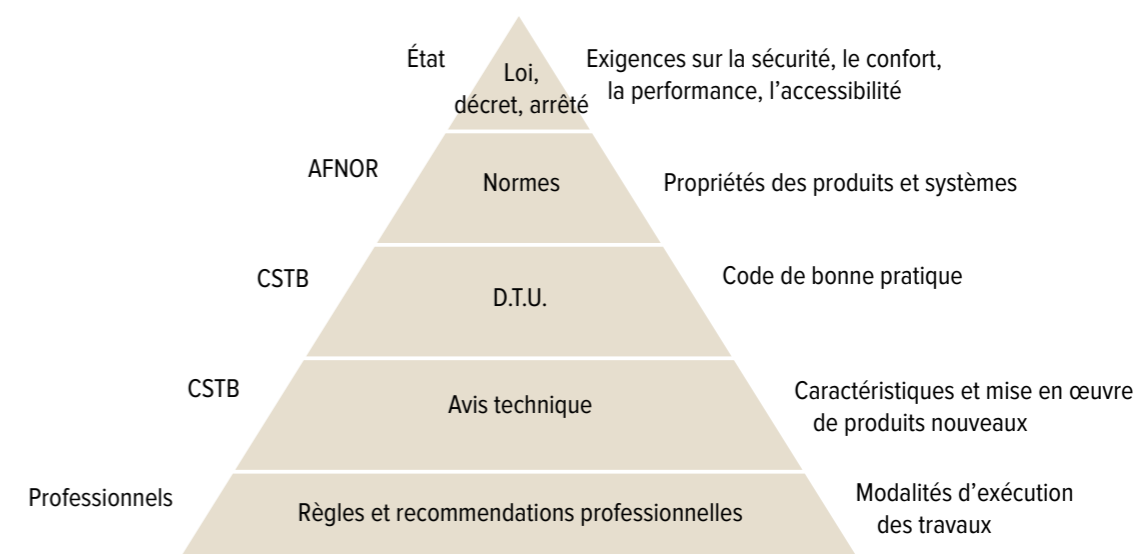 État
Loi,
décret, arrêté
Exigences sur la sécurité, le confort,
la performance, l’accessibilité
AFNOR
Normes
Propriétés des produits et systèmes
CSTB
D.T.U.
Code de bonne pratique
CSTB
Avis technique
Caractéristiques et mise en œuvre
de produits nouveaux
Professionnels
Règles et recommendations professionnelles
Modalités d’exécution
des travaux